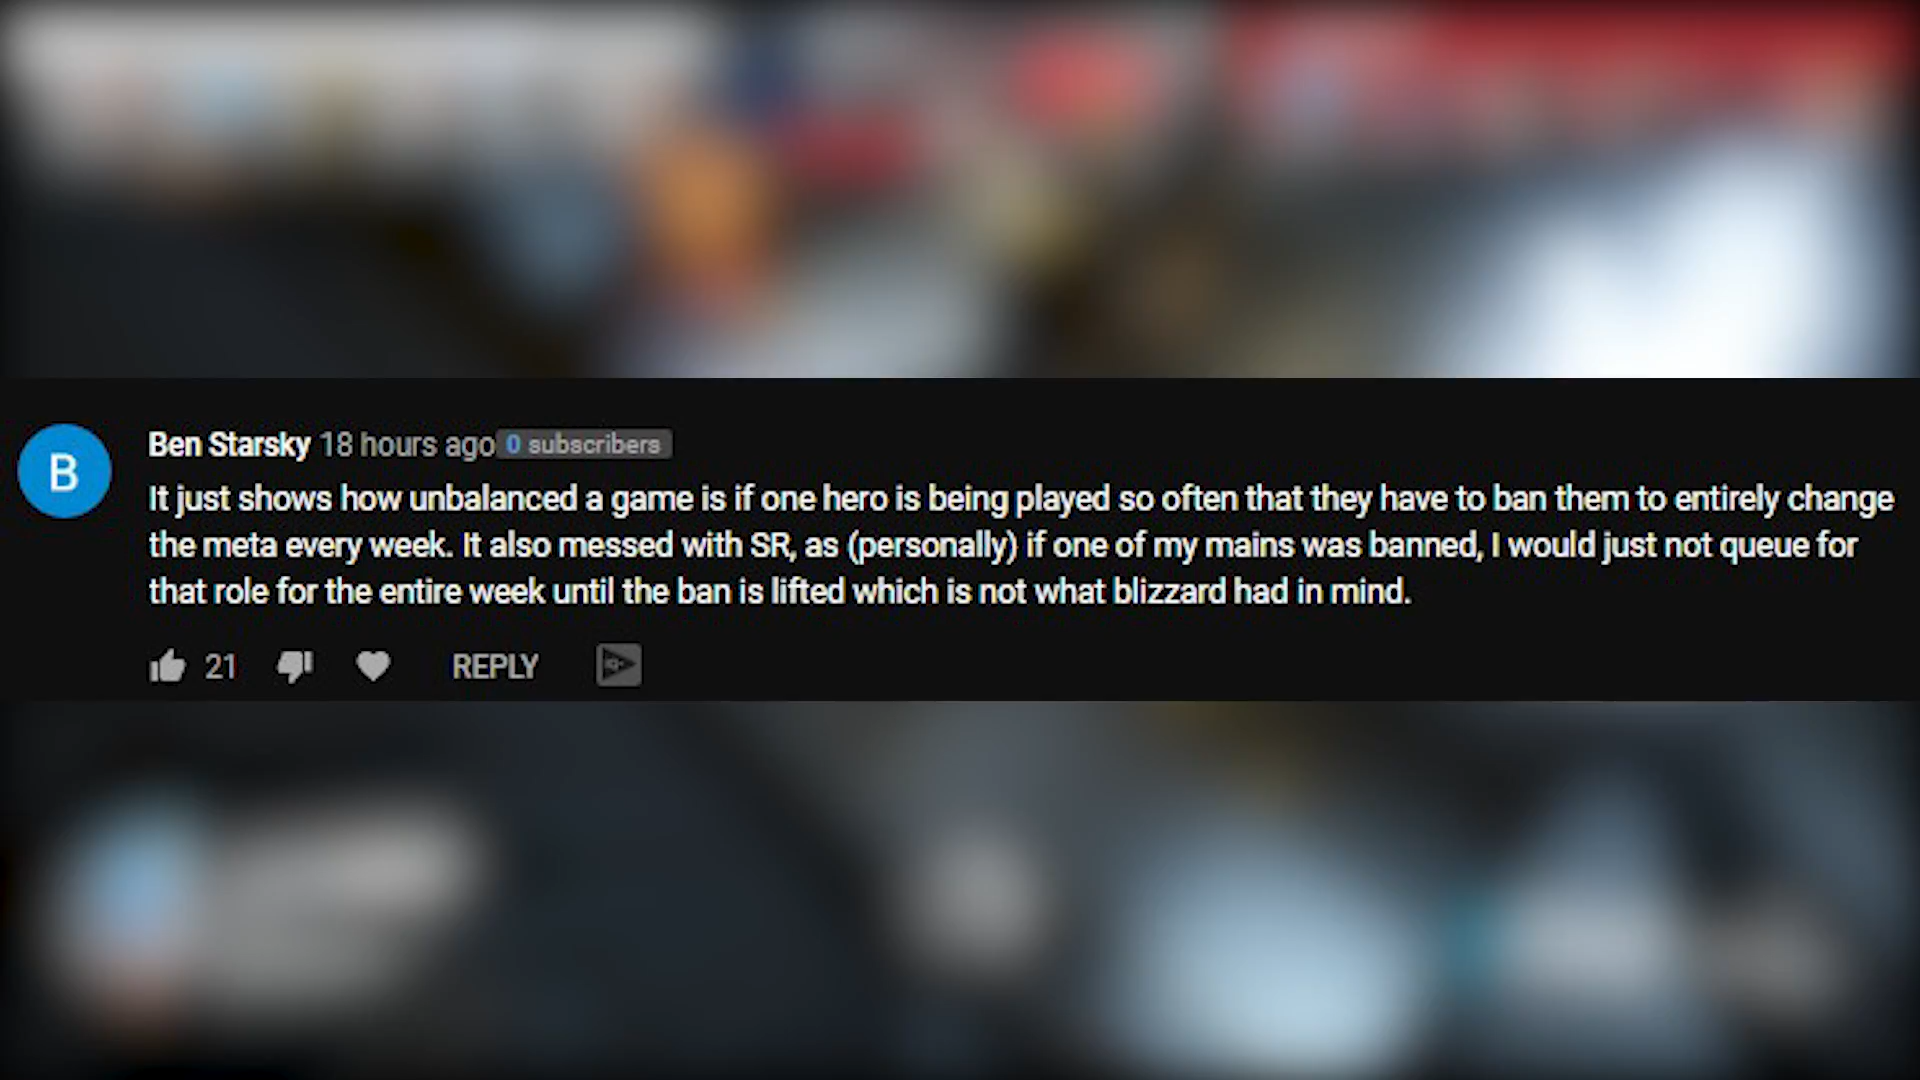 B
Ben Starsky 18 hours ago 0 subscribers
It just shows how unbalanced a game is if one hero is being played so often that they have to ban them to entirely change
the meta every week. It also messed with SR, as (personally) if one of my mains was banned, I would just not queue for
that role for the entire week until the ban is lifted which is not what blizzard had in mind.
21 REPLY